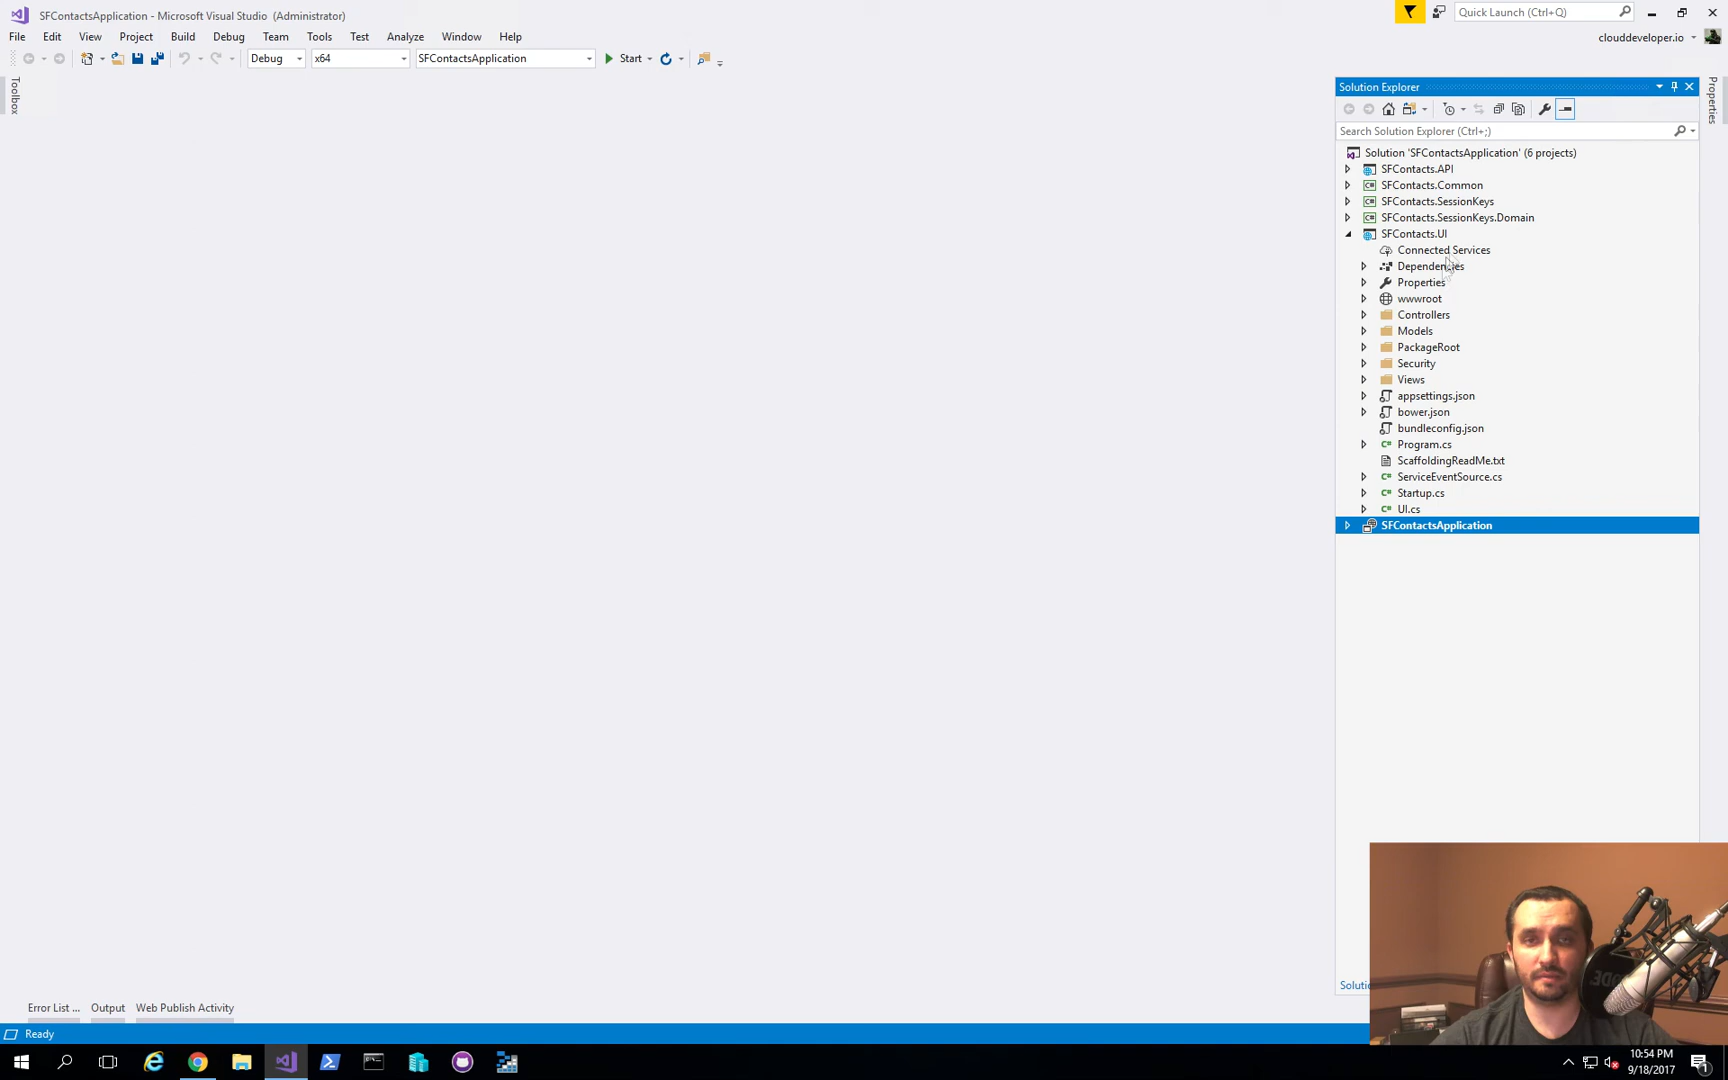 SFContactsApplication - Microsoft Visual Studio (Administrator)
Quick Launch (Ctrl+Q)
File Edit View Project Build Debug Team Tools Test Analyze Window Help
clouddeveloper.io
Debug x64 SFContactsApplication Start
Toolbox
Properties
Solution Explorer
Search Solution Explorer (Ctrl+;)
Solution 'SFContactsApplication' (6 projects)
SFContacts.API
C# SFContacts.Common
C# SFContacts.SessionKeys
C# SFContacts.SessionKeys.Domain
SFContacts.UI
Connected Services
Dependencies
Properties
wwwroot
Controllers
Models
PackageRoot
Security
Views
appsettings.json
bower.json
bundleconfig.json
C# Program.cs
ScaffoldingReadMe.txt
C# ServiceEventSource.cs
C# Startup.cs
C# UI.cs
SFContactsApplication
Error List ... Output Web Publish Activity
Ready
10:54 PM
9/18/2017
1